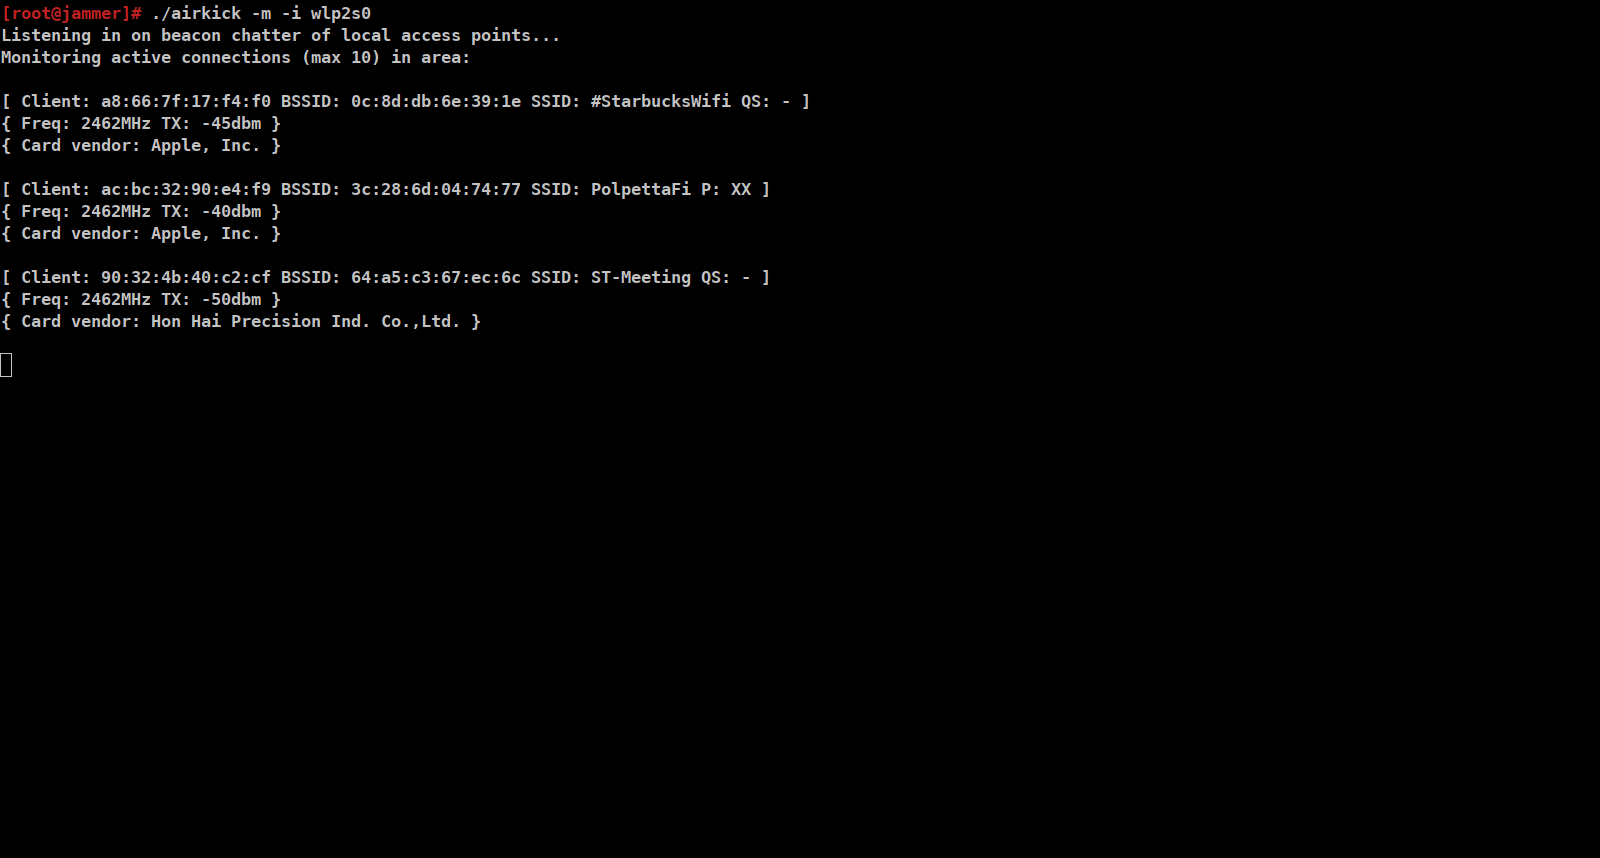 [root@jammer]# ./airkick -m -i wlp2s0
Listening in on beacon chatter of local access points...
Monitoring active connections (max 10) in area:
[ Client: a8:66:7f:17:f4:f0 BSSID: 0c:8d:db:6e:39:1e SSID: #StarbucksWifi QS: - ]
{ Freq: 2462MHz TX: -45dbm }
{ Card vendor: Apple, Inc. }
[ Client: ac:bc:32:90:e4:f9 BSSID: 3c:28:6d:04:74:77 SSID: PolpettaFi P: XX ]
{ Freq: 2462MHz TX: -40dbm }
{ Card vendor: Apple, Inc. }
[ Client: 90:32:4b:40:c2:cf BSSID: 64:a5:c3:67:ec:6c SSID: ST-Meeting QS: - ]
{ Freq: 2462MHz TX: -50dbm }
{ Card vendor: Hon Hai Precision Ind. Co.,Ltd. }